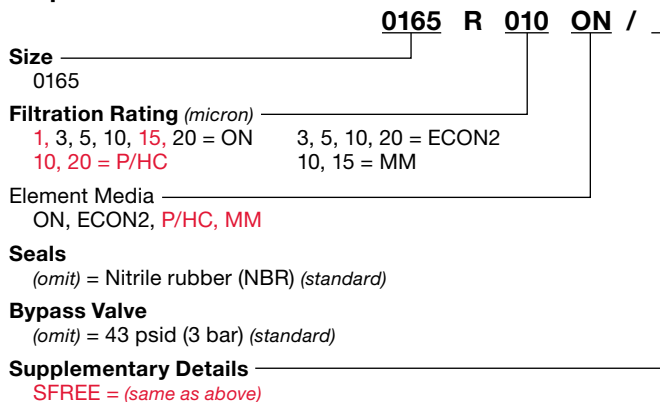 0165 R 010 ON /
Size
0165
Filtration Rating (micron)
1, 3, 5, 10, 15, 20 = ON 3, 5, 10, 20 = ECON2
10, 20 = P/HC 10, 15 = MM
Element Media
ON, ECON2, P/HC, MM
Seals
(omit) = Nitrile rubber (NBR) (standard)
Bypass Valve
(omit) = 43 psid (3 bar) (standard)
Supplementary Details
SFREE = (same as above)